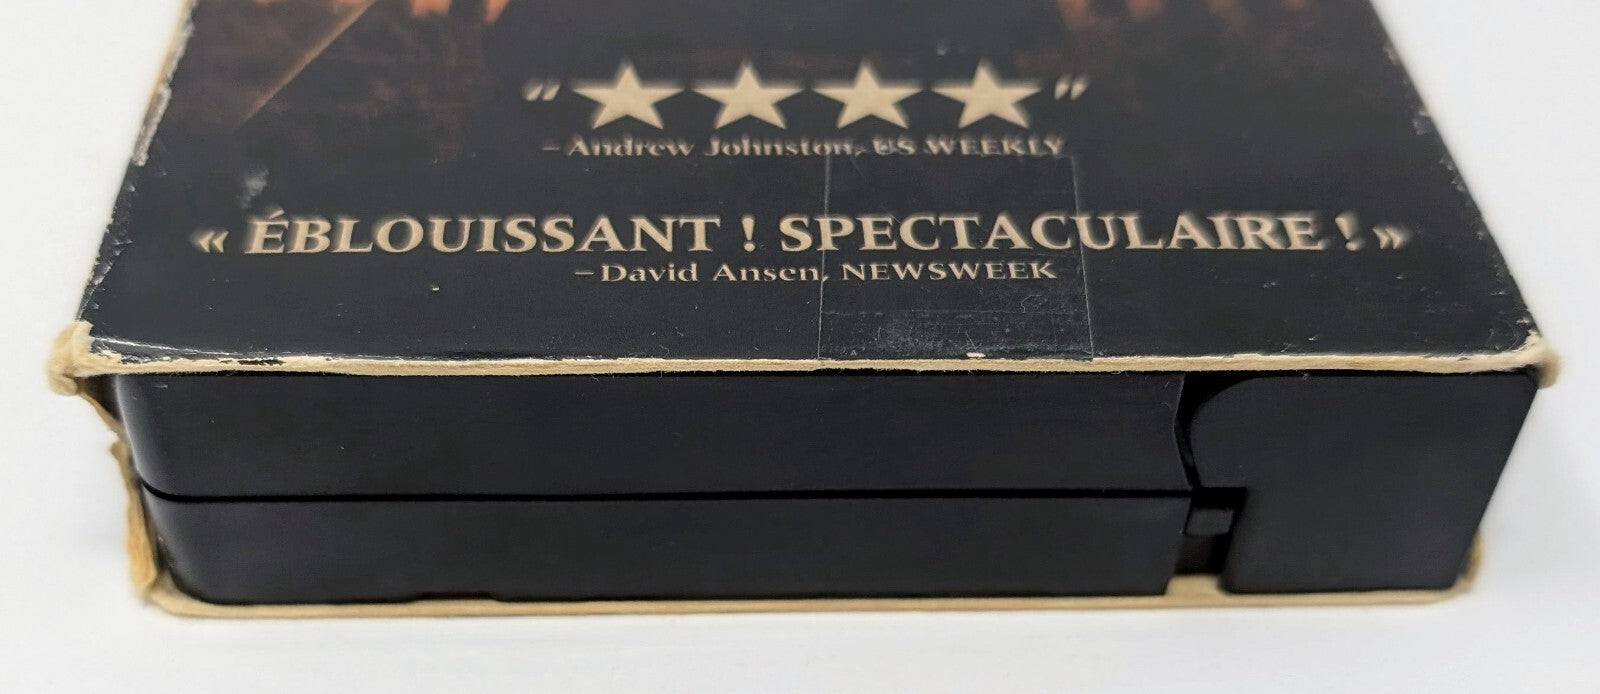 "★★★★"
–Andrew Johnston, US WEEKLY
« ÉBLOUISSANT ! SPECTACULAIRE ! »
–David Ansen, NEWSWEEK